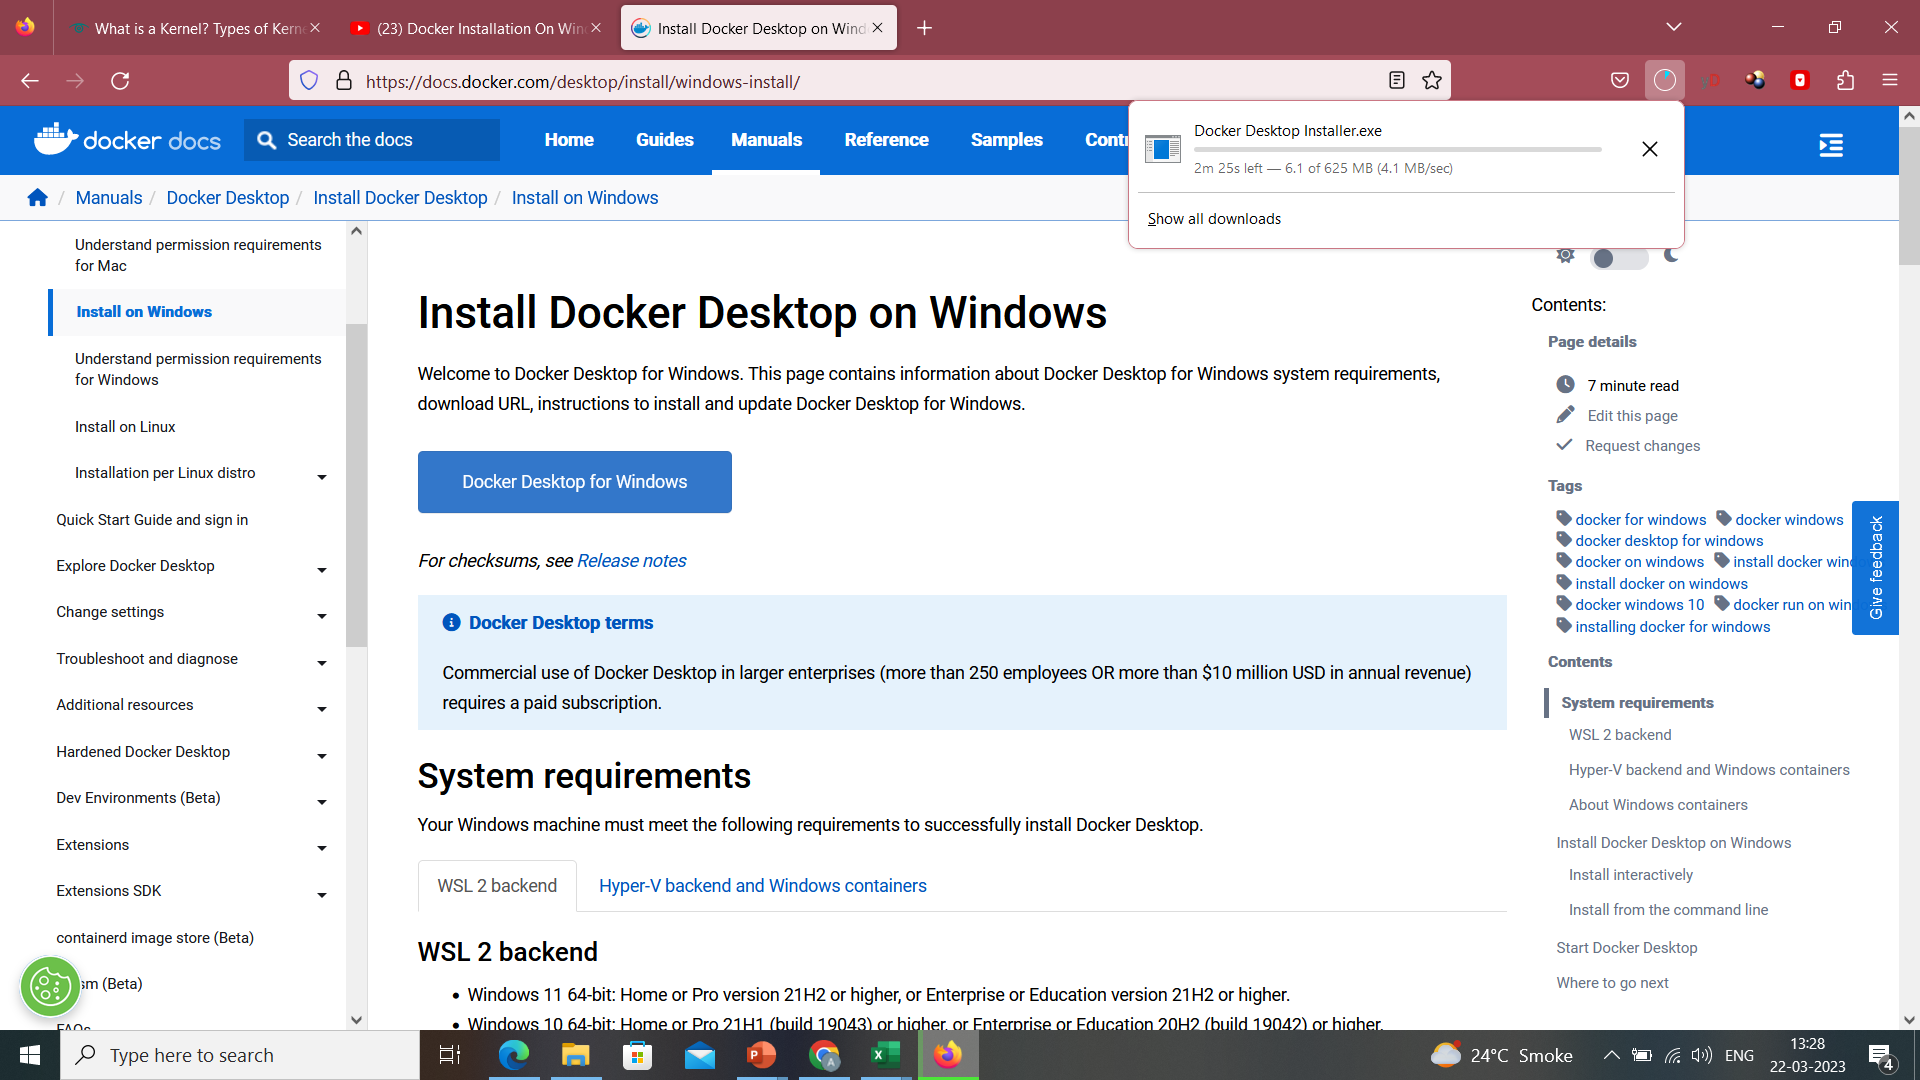 What is a Kernel? Types of Kerne
(23) Docker Installation On Win
Install Docker Desktop on Wind
https://docs.docker.com/desktop/install/windows-install/
docker docs
Search the docs
Home
Guides
Manuals
Reference
Samples
Contr
Docker Desktop Installer.exe
2m 25s left — 6.1 of 625 MB (4.1 MB/sec)
Show all downloads
Manuals / Docker Desktop / Install Docker Desktop / Install on Windows
Understand permission requirements
for Mac
Install on Windows
Understand permission requirements
for Windows
Install on Linux
Installation per Linux distro
Quick Start Guide and sign in
Explore Docker Desktop
Change settings
Troubleshoot and diagnose
Additional resources
Hardened Docker Desktop
Dev Environments (Beta)
Extensions
Extensions SDK
containerd image store (Beta)
sm (Beta)
FAQs
Install Docker Desktop on Windows
Welcome to Docker Desktop for Windows. This page contains information about Docker Desktop for Windows system requirements,
download URL, instructions to install and update Docker Desktop for Windows.
Docker Desktop for Windows
For checksums, see Release notes
Docker Desktop terms
Commercial use of Docker Desktop in larger enterprises (more than 250 employees OR more than $10 million USD in annual revenue)
requires a paid subscription.
System requirements
Your Windows machine must meet the following requirements to successfully install Docker Desktop.
WSL 2 backend
Hyper-V backend and Windows containers
WSL 2 backend
• Windows 11 64-bit: Home or Pro version 21H2 or higher, or Enterprise or Education version 21H2 or higher.
• Windows 10 64-bit: Home or Pro 21H1 (build 19043) or higher, or Enterprise or Education 20H2 (build 19042) or higher.
Contents:
Page details
7 minute read
Edit this page
Request changes
Tags
docker for windows docker windows
docker desktop for windows
docker on windows install docker windo
install docker on windows
docker windows 10 docker run on wind
installing docker for windows
Give feedback
Contents
System requirements
WSL 2 backend
Hyper-V backend and Windows containers
About Windows containers
Install Docker Desktop on Windows
Install interactively
Install from the command line
Start Docker Desktop
Where to go next
Type here to search
24°C Smoke
ENG
13:28
22-03-2023
4